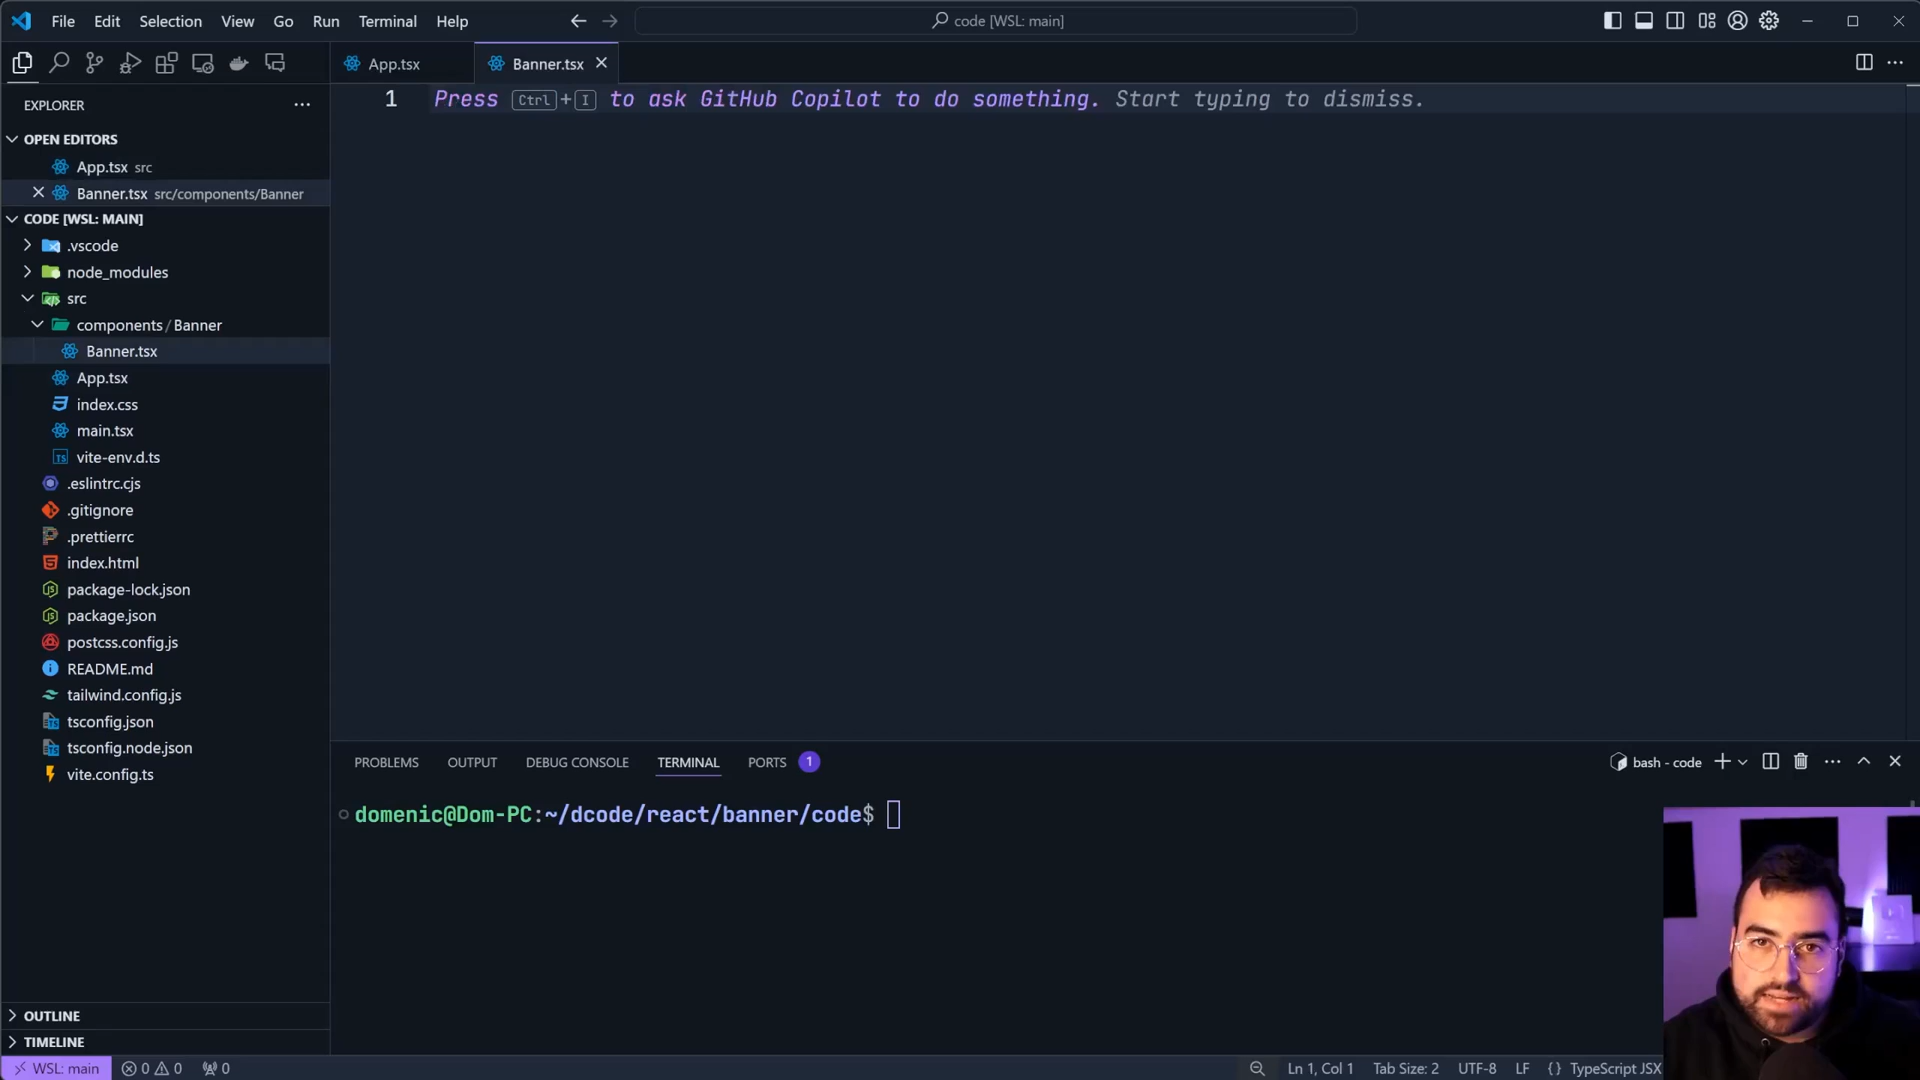 File Edit Selection View Go Run Terminal Help
code [WSL: main]
EXPLORER
OPEN EDITORS
App.tsx src
Banner.tsx src/components/Banner
CODE [WSL: MAIN]
.vscode
node_modules
src
components / Banner
Banner.tsx
App.tsx
index.css
main.tsx
vite-env.d.ts
.eslintrc.cjs
.gitignore
.prettierrc
index.html
package-lock.json
package.json
postcss.config.js
README.md
tailwind.config.js
tsconfig.json
tsconfig.node.json
vite.config.ts
OUTLINE
TIMELINE
App.tsx
Banner.tsx
1 Press Ctrl+I to ask GitHub Copilot to do something. Start typing to dismiss.
PROBLEMS OUTPUT DEBUG CONSOLE TERMINAL PORTS 1
bash - code
domenic@Dom-PC:~/dcode/react/banner/code$
WSL: main 0 0 0
Ln 1, Col 1 Tab Size: 2 UTF-8 LF {} TypeScript JSX